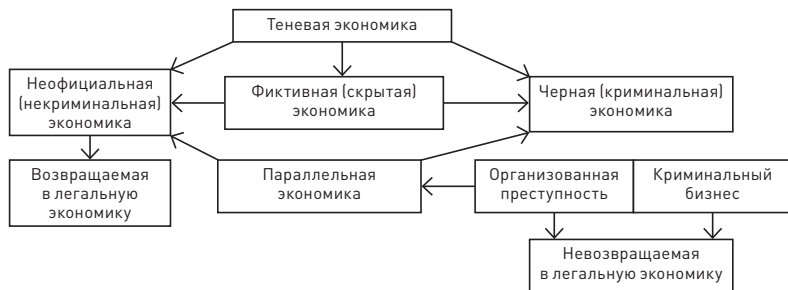 Теневая экономика
Неофициальная
(некриминальная)
экономика
Фиктивная (скрытая)
экономика
Черная (криминальная)
экономика
Возвращаемая
в легальную
экономику
Параллельная
экономика
Организованная
преступность
Криминальный
бизнес
Невозвращаемая
в легальную экономику